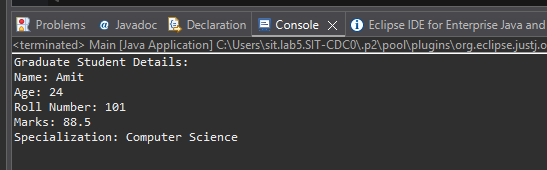 Problems Javadoc Declaration Console Eclipse IDE for Enterprise Java and
<terminated> Main [Java Application] C:\Users\sit.lab5.SIT-CDC0\.p2\pool\plugins\org.eclipse.justj.o
Graduate Student Details:
Name: Amit
Age: 24
Roll Number: 101
Marks: 88.5
Specialization: Computer Science